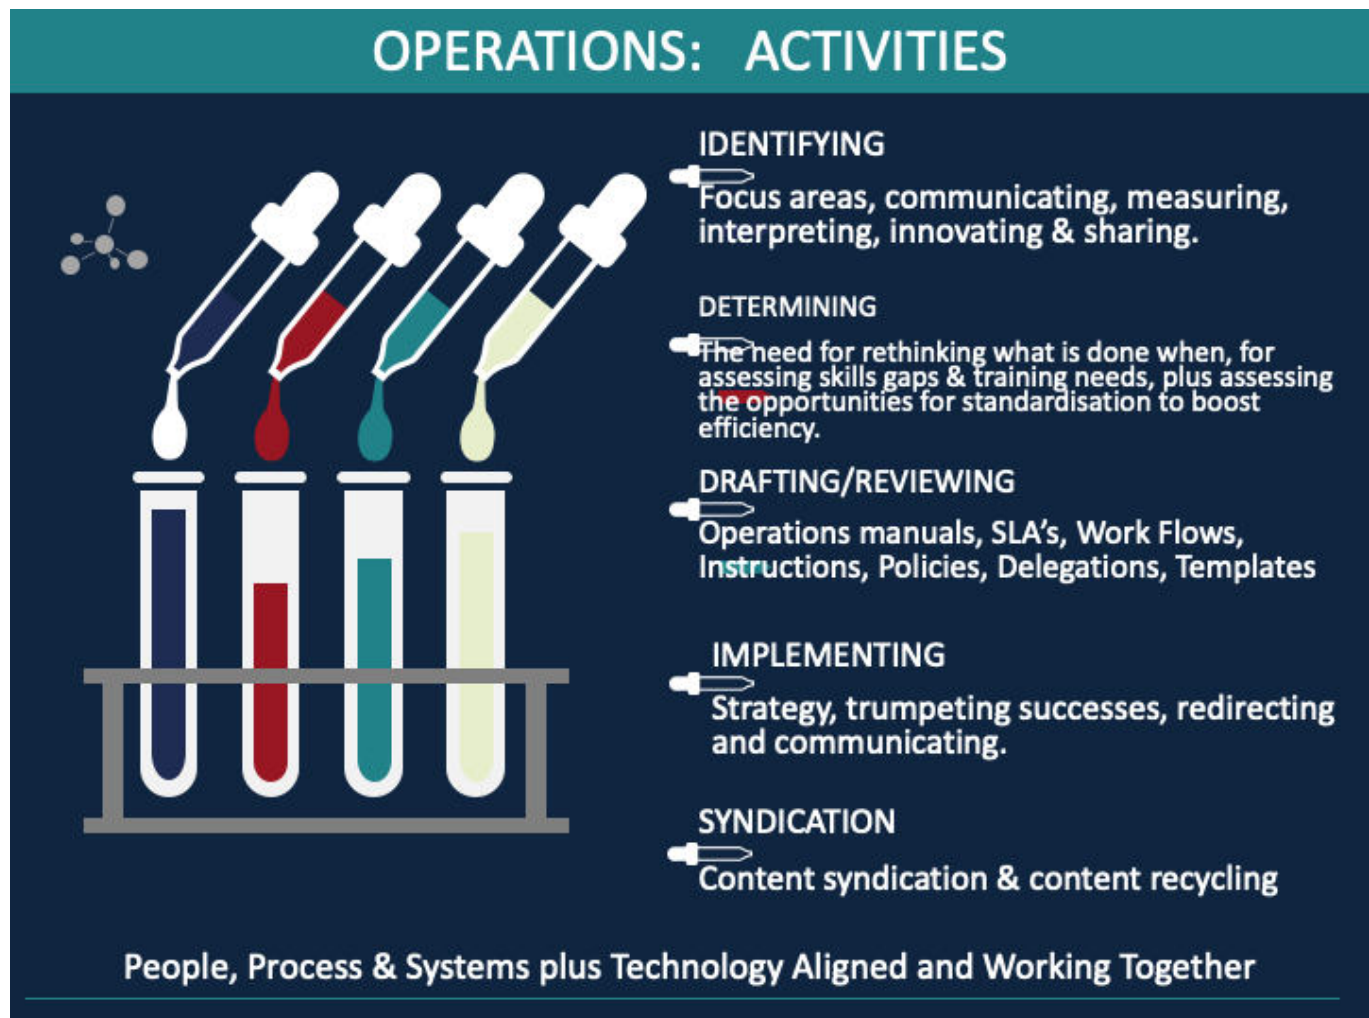 OPERATIONS: ACTIVITIES
IDENTIFYING
Focus areas, communicating, measuring,
interpreting, innovating & sharing.
DETERMINING
The need for rethinking what is done when, for
assessing skills gaps & training needs, plus assessing
the opportunities for standardisation to boost
efficiency.
DRAFTING/REVIEWING
Operations manuals, SLA’s, Work Flows,
Instructions, Policies, Delegations, Templates
IMPLEMENTING
Strategy, trumpeting successes, redirecting
and communicating.
SYNDICATION
Content syndication & content recycling
People, Process & Systems plus Technology Aligned and Working Together